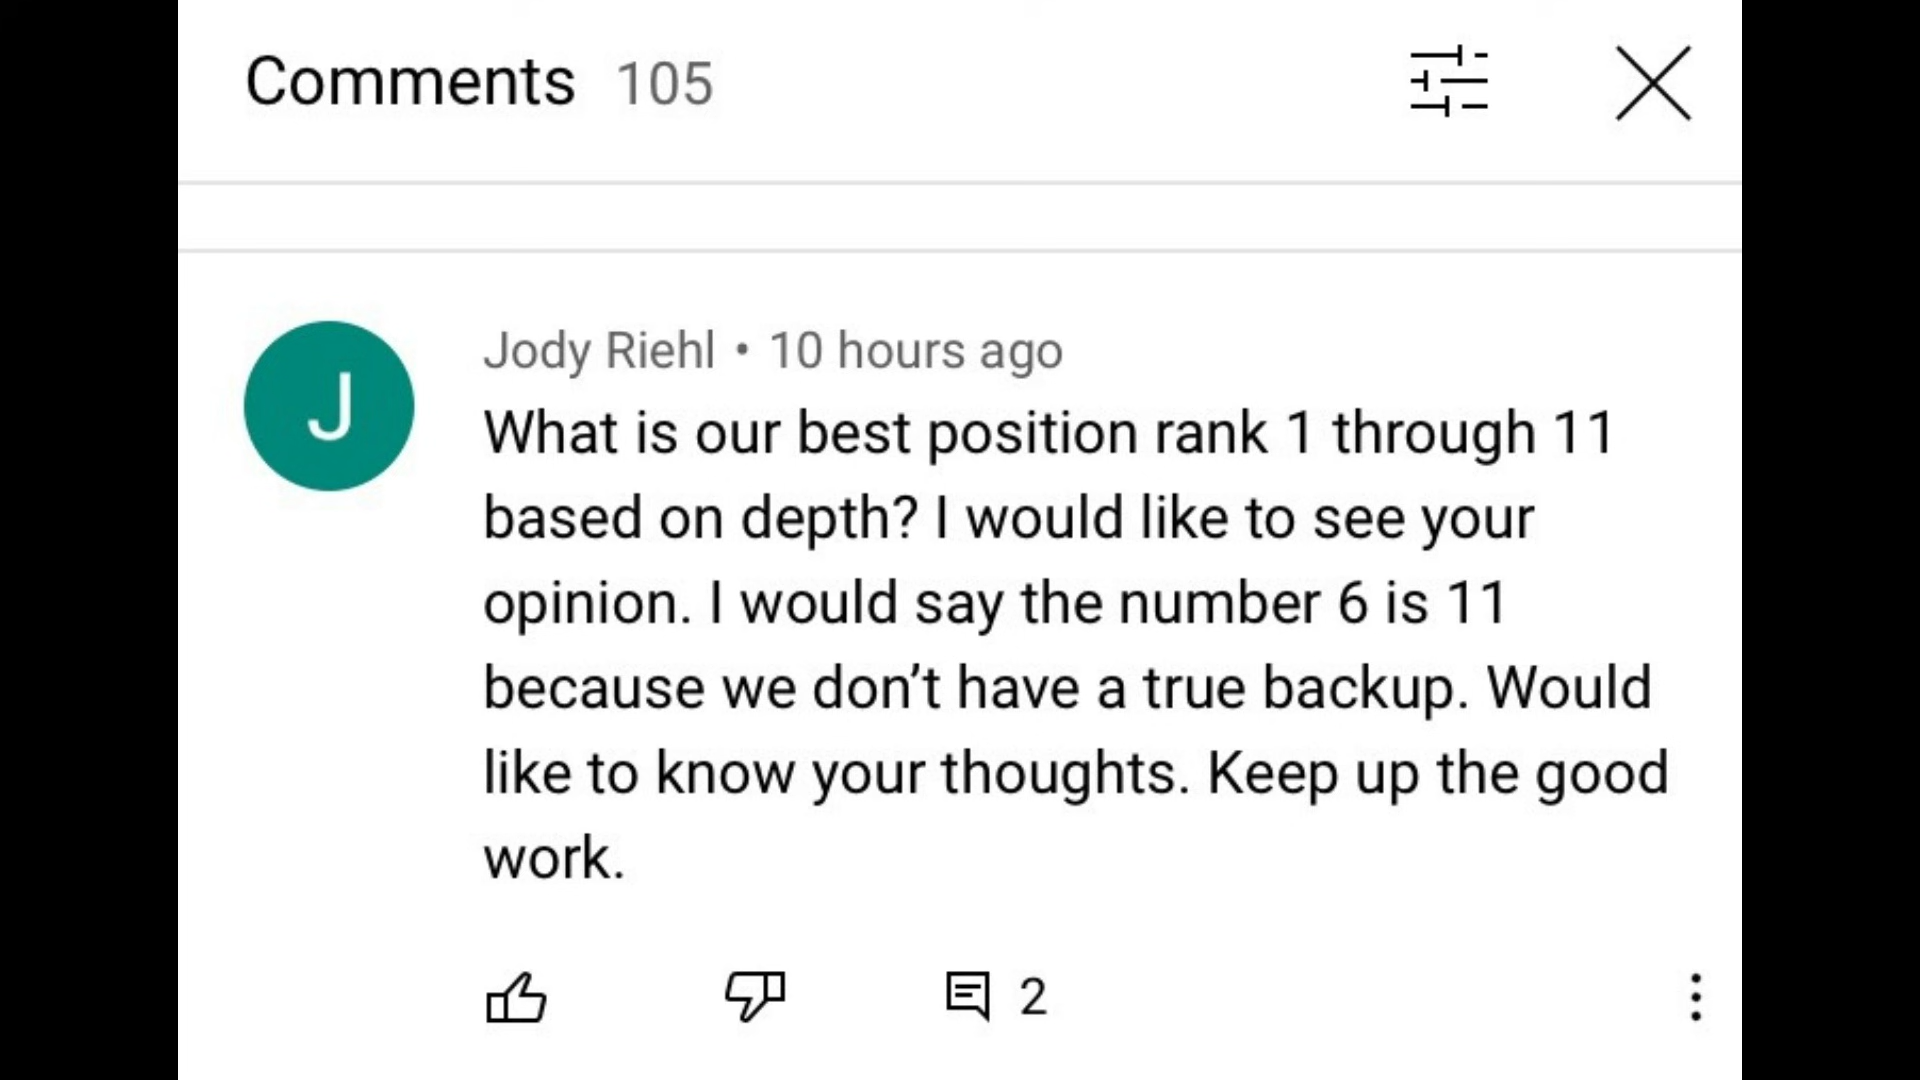 Comments 105
Jody Riehl • 10 hours ago
What is our best position rank 1 through 11
based on depth? I would like to see your
opinion. I would say the number 6 is 11
because we don’t have a true backup. Would
like to know your thoughts. Keep up the good
work.
2